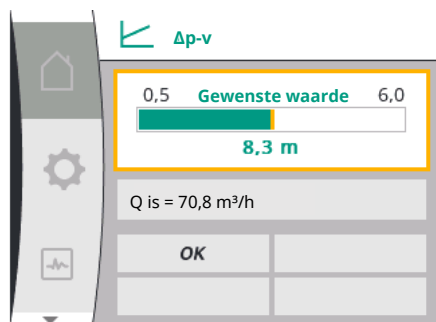 Δp-v
0,5 Gewenste waarde 6,0
8,3 m
Q is = 70,8 m³/h
OK